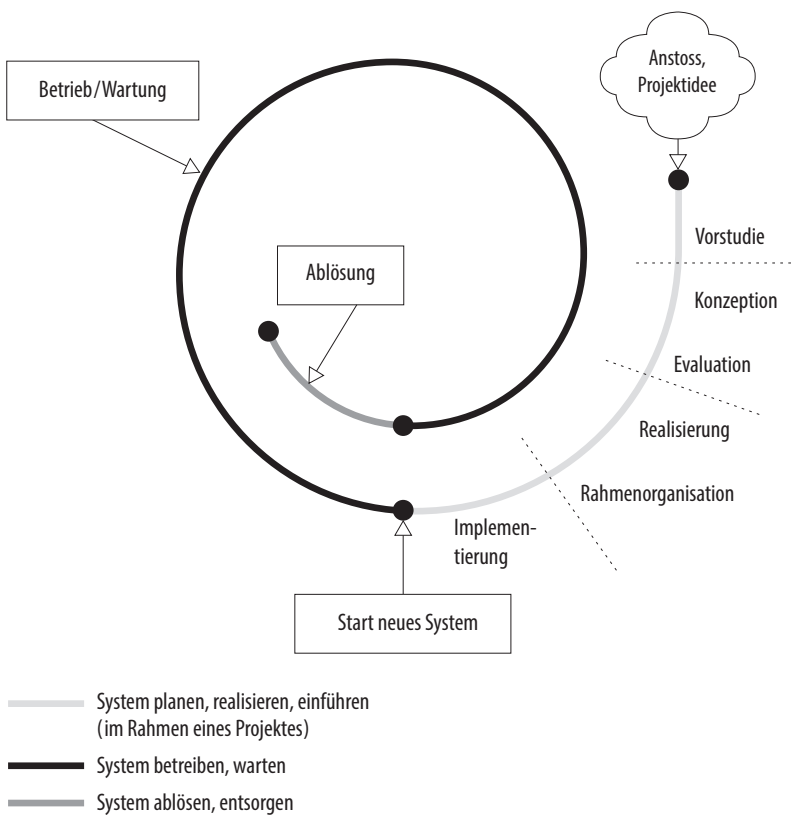 Anstoss,
Projektidee
Betrieb/Wartung
Vorstudie
Ablösung
Konzeption
Evaluation
Realisierung
Rahmenorganisation
Implemen-
tierung
Start neues System
System planen, realisieren, einführen
(im Rahmen eines Projektes)
System betreiben, warten
System ablösen, entsorgen